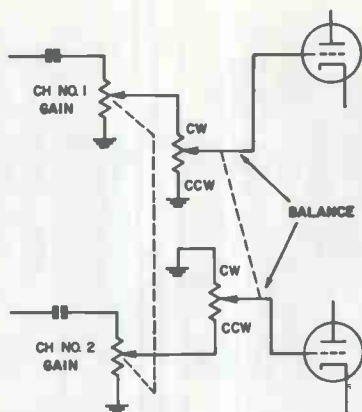 CH NO. 1
GAIN
CW
CCW
BALANCE
CW
CCW
CH NO. 2
GAIN